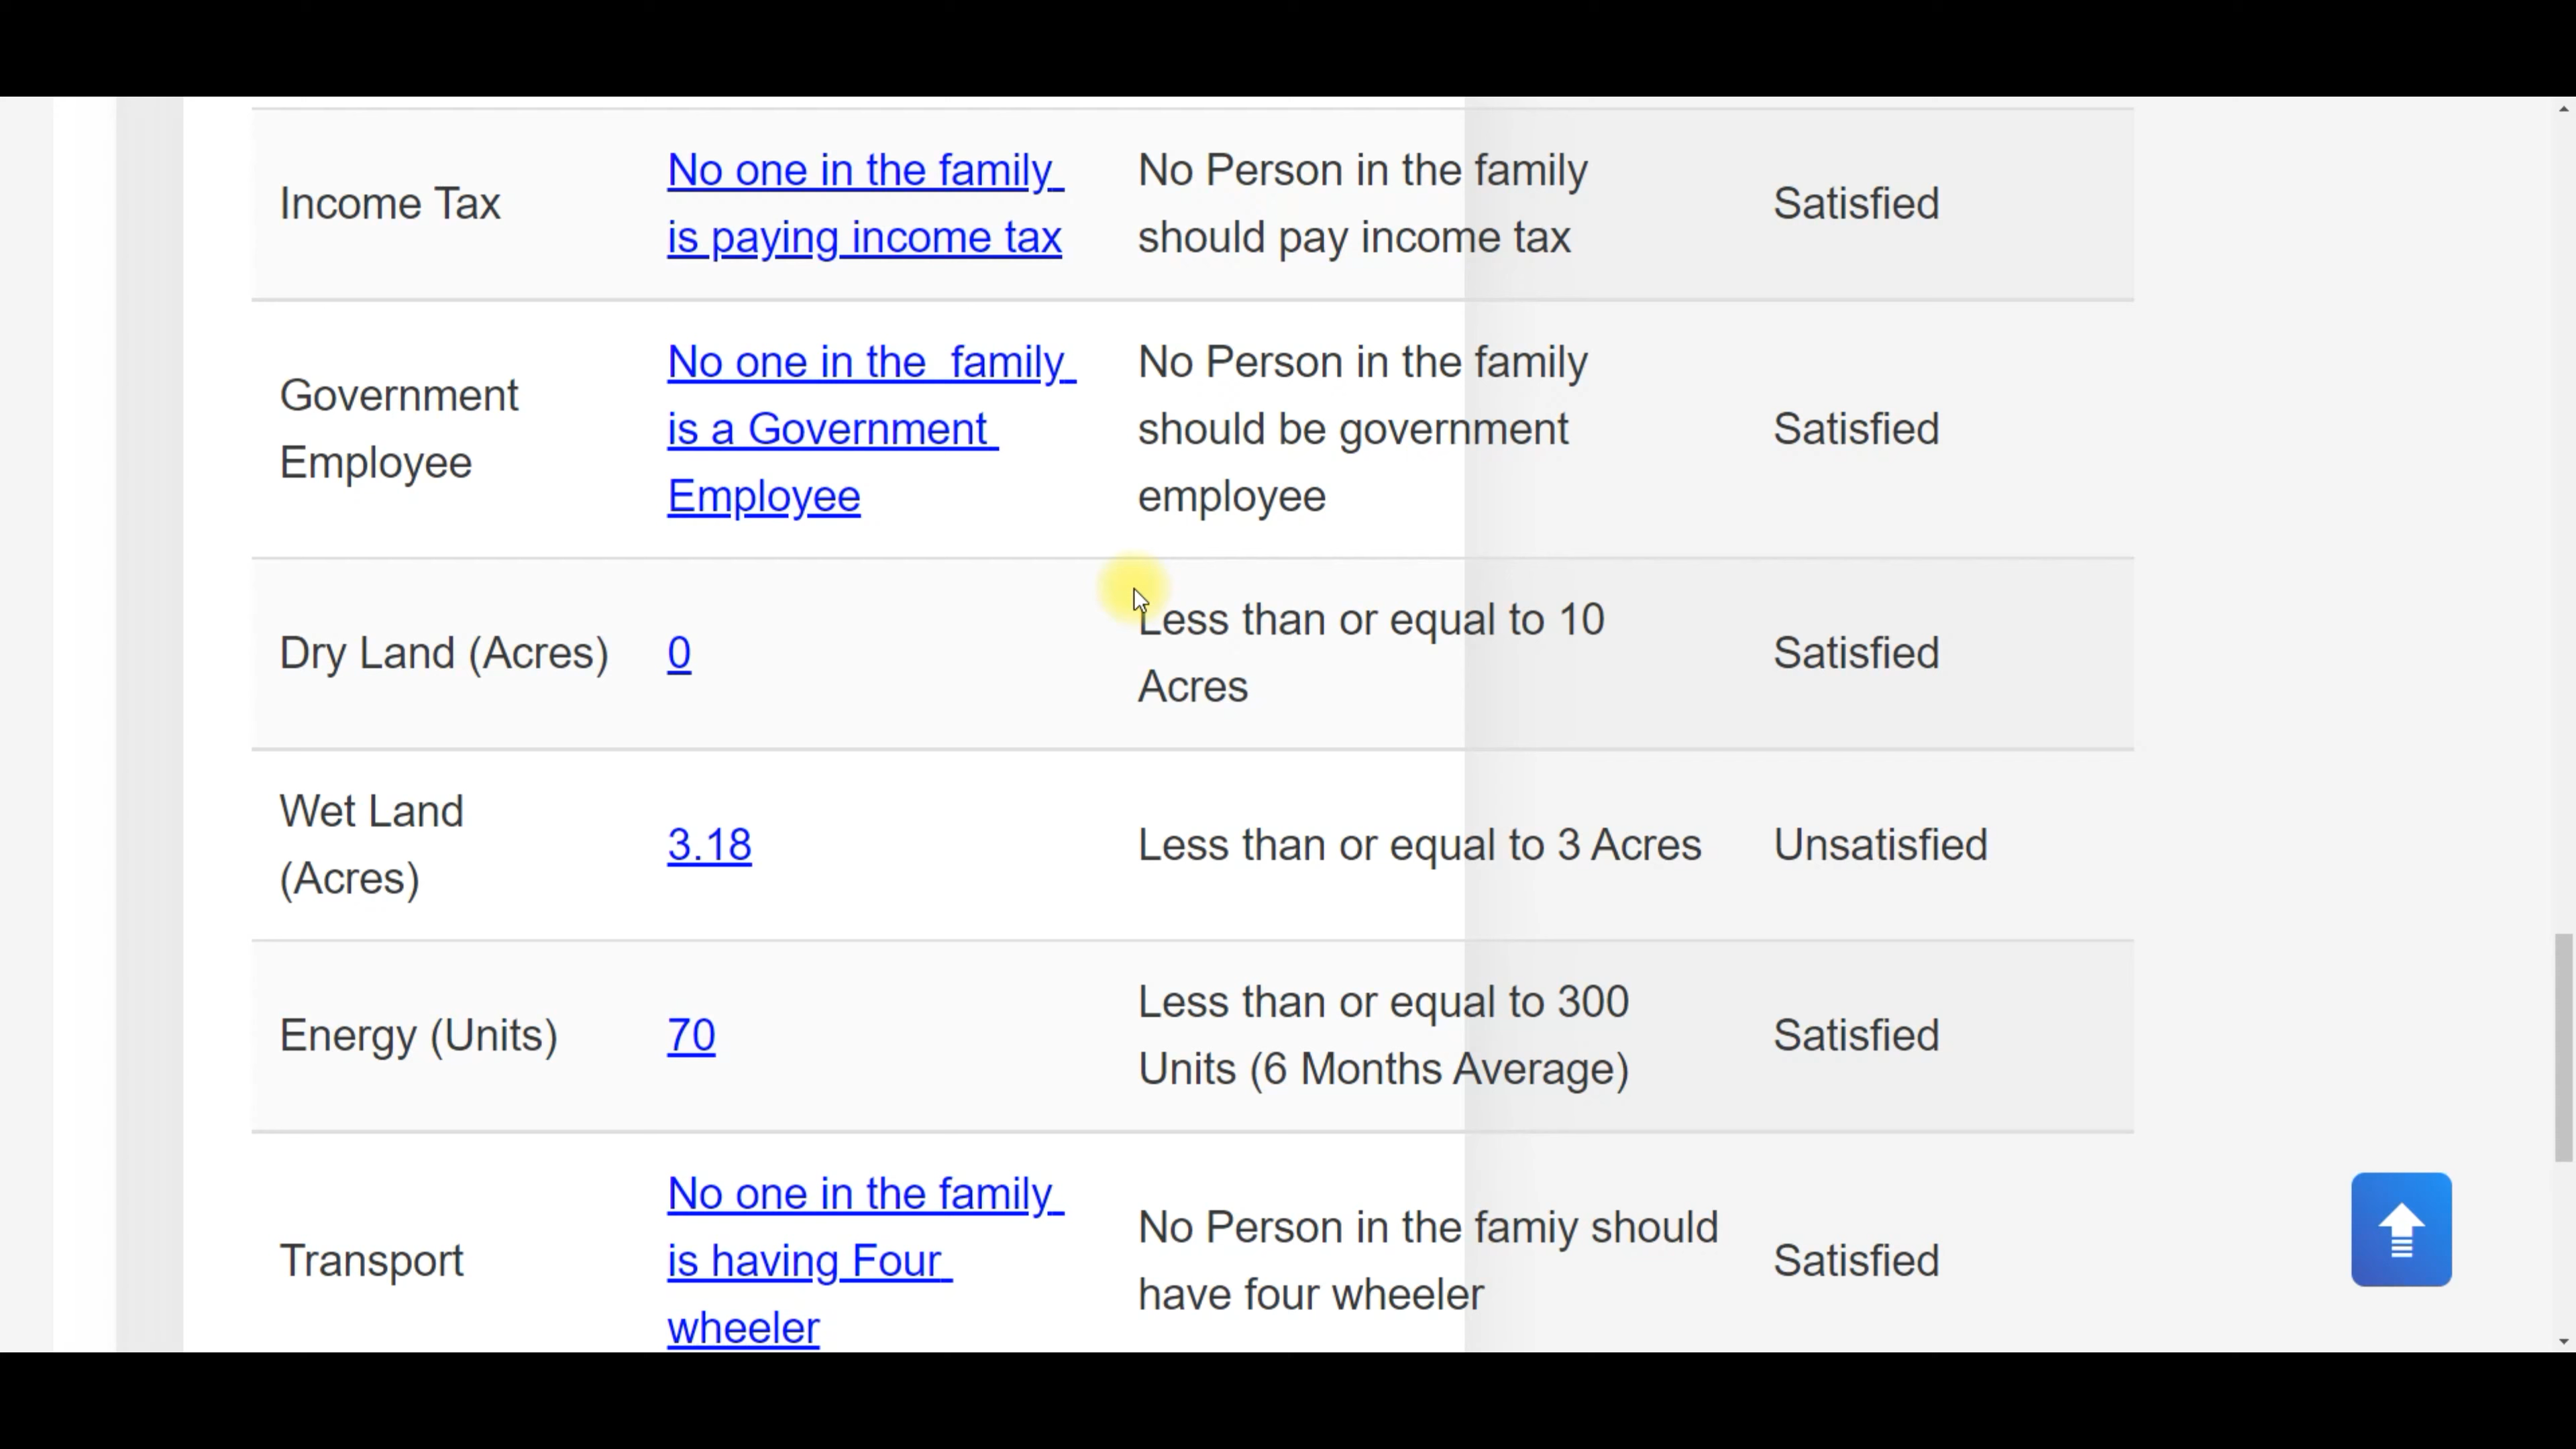 Income Tax
No one in the family
is paying income tax
No Person in the family
should pay income tax
Satisfied
Government
Employee
No one in the  family
is a Government
Employee
No Person in the family
should be government
employee
Satisfied
Dry Land (Acres)
0
Less than or equal to 10
Acres
Satisfied
Wet Land
(Acres)
3.18
Less than or equal to 3 Acres
Unsatisfied
Energy (Units)
70
Less than or equal to 300
Units (6 Months Average)
Satisfied
Transport
No one in the family
is having Four
wheeler
No Person in the famiy should
have four wheeler
Satisfied